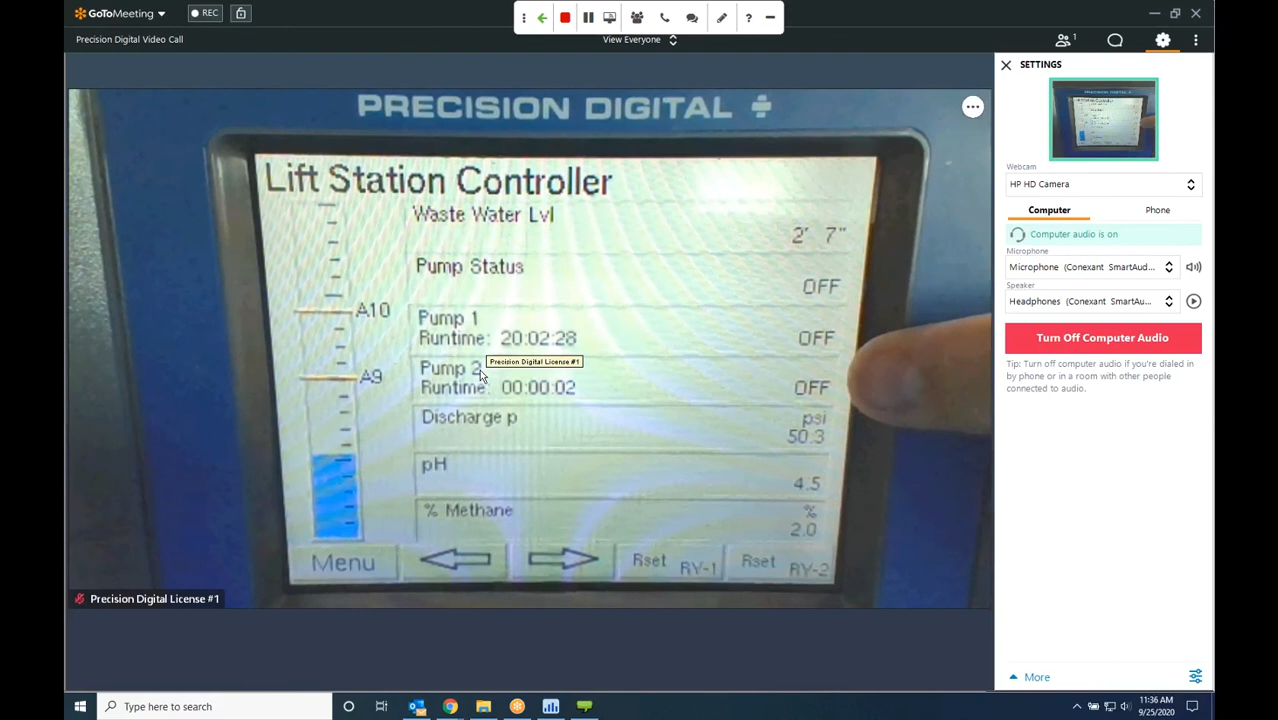 GoToMeeting
REC
Precision Digital Video Call
View Everyone
?
1
PRECISION DIGITAL
Lift Station Controller
Waste Water Lvl
2' 7"
Pump Status
OFF
A10
Pump 1
Runtime: 20:02:28
OFF
Precision Digital License #1
A9
Pump 2
Runtime: 00:00:02
OFF
Discharge p
psi
50.3
pH
4.5
% Methane
%
2.0
Menu
Rset RY-1
Rset RY-2
Precision Digital License #1
SETTINGS
Webcam
HP HD Camera
Computer
Phone
Computer audio is on
Microphone
Microphone (Conexant SmartAud...
Speaker
Headphones (Conexant SmartAu...
Turn Off Computer Audio
Tip: Turn off computer audio if you're dialed in
by phone or in a room with other people
connected to audio.
More
Type here to search
11:36 AM
9/25/2020